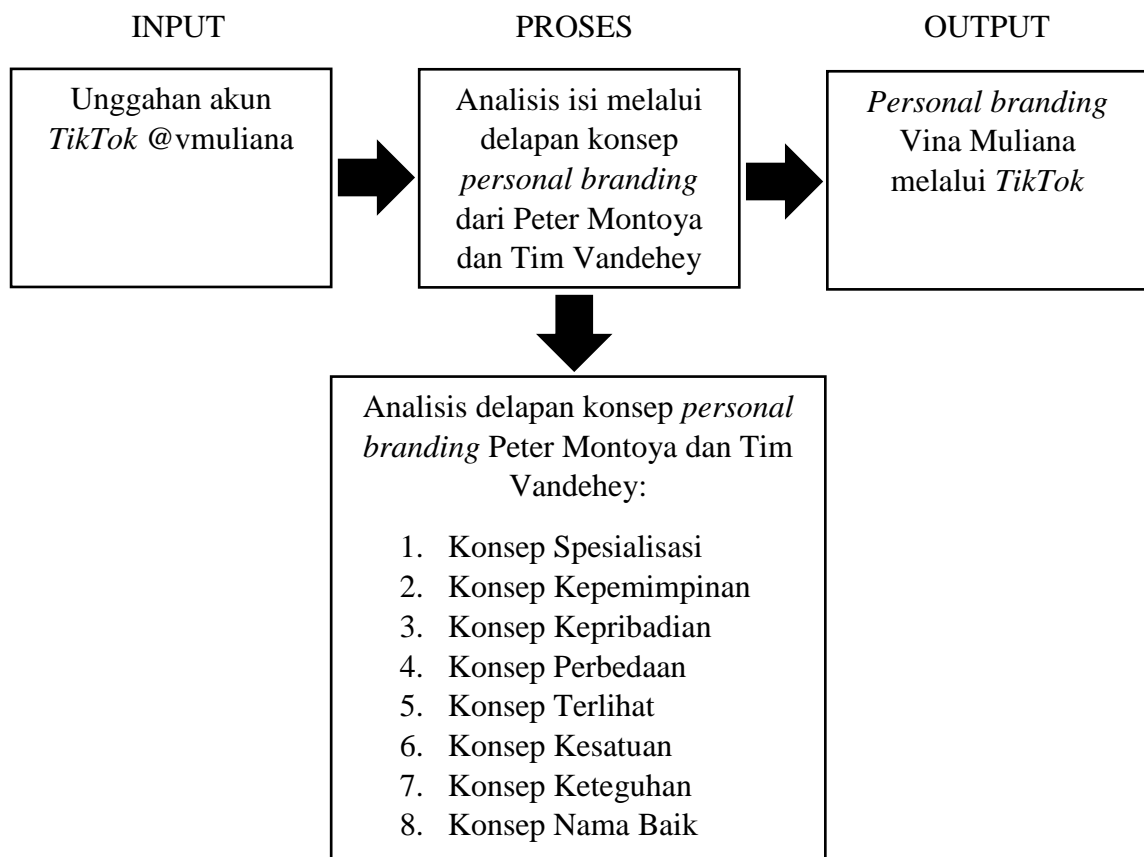 INPUT
PROSES
OUTPUT
Unggahan akun
TikTok @vmuliana
Analisis isi melalui
delapan konsep
personal branding
dari Peter Montoya
dan Tim Vandehey
Personal branding
Vina Muliana
melalui TikTok
Analisis delapan konsep personal
branding Peter Montoya dan Tim
Vandehey:
1. Konsep Spesialisasi
2. Konsep Kepemimpinan
3. Konsep Kepribadian
4. Konsep Perbedaan
5. Konsep Terlihat
6. Konsep Kesatuan
7. Konsep Keteguhan
8. Konsep Nama Baik